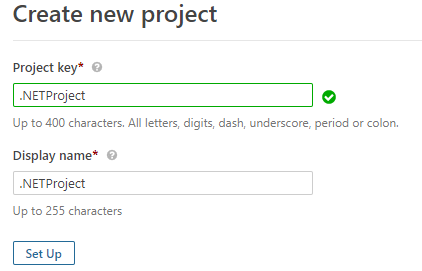 Create new project
Project key*
.NETProject
Up to 400 characters. All letters, digits, dash, underscore, period or colon.
Display name*
.NETProject
Up to 255 characters
Set Up